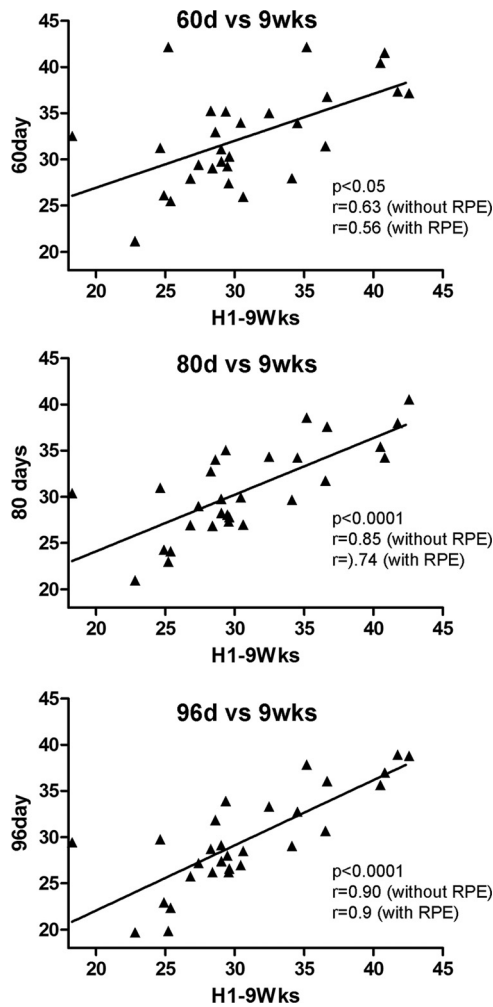 60d vs 9wks
45
40
35
30
25
20
60day
p<0.05
r=0.63 (without RPE)
r=0.56 (with RPE)
20 25 30 35 40 45
H1-9Wks
80d vs 9wks
45
40
35
30
25
20
80 days
p<0.0001
r=0.85 (without RPE)
r=).74 (with RPE)
20 25 30 35 40 45
H1-9Wks
96d vs 9wks
45
40
35
30
25
20
96day
p<0.0001
r=0.90 (without RPE)
r=0.9 (with RPE)
20 25 30 35 40 45
H1-9Wks